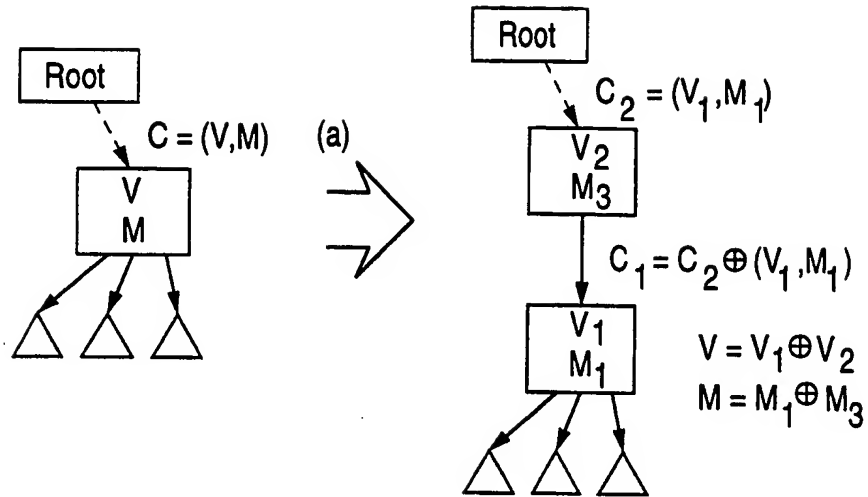 Root
C = (V,M)
V
M
(a)
Root
C₂ = (V₁,M₁)
V₂
M₃
C₁ = C₂ ⊕ (V₁,M₁)
V₁
M₁
V = V₁ ⊕ V₂
M = M₁ ⊕ M₃